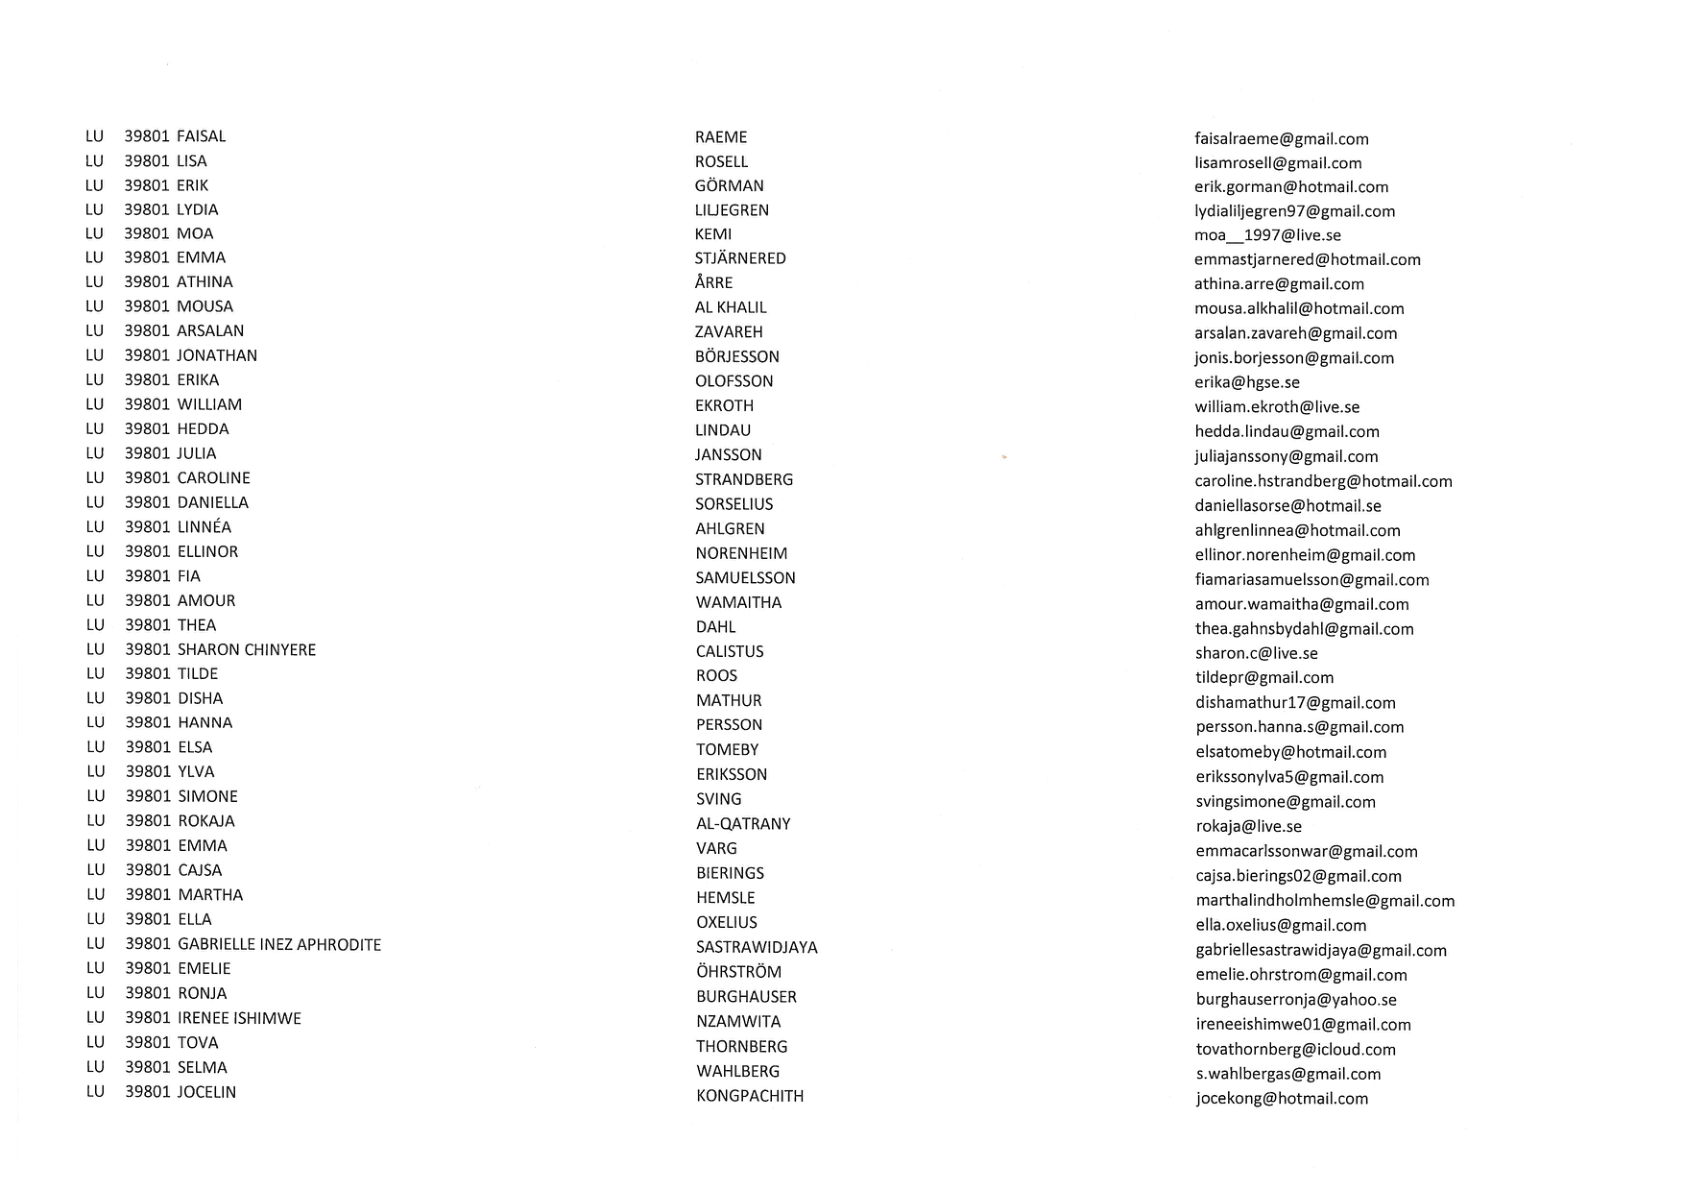 LU 39801 FAISAL RAEME faisalraeme@gmail.com
LU 39801 LISA ROSELL lisamrosell@gmail.com
LU 39801 ERIK GÖRMAN erik.gorman@hotmail.com
LU 39801 LYDIA LILJEGREN lydialiljegren97@gmail.com
LU 39801 MOA KEMI moa__1997@live.se
LU 39801 EMMA STJÄRNERED emmastjarnered@hotmail.com
LU 39801 ATHINA ÅRRE athina.arre@gmail.com
LU 39801 MOUSA AL KHALIL mousa.alkhalil@hotmail.com
LU 39801 ARSALAN ZAVAREH arsalan.zavareh@gmail.com
LU 39801 JONATHAN BÖRJESSON jonis.borjesson@gmail.com
LU 39801 ERIKA OLOFSSON erika@hgse.se
LU 39801 WILLIAM EKROTH william.ekroth@live.se
LU 39801 HEDDA LINDAU hedda.lindau@gmail.com
LU 39801 JULIA JANSSON juliajanssony@gmail.com
LU 39801 CAROLINE STRANDBERG caroline.hstrandberg@hotmail.com
LU 39801 DANIELLA SORSELIUS daniellasorse@hotmail.se
LU 39801 LINNÉA AHLGREN ahlgrenlinnea@hotmail.com
LU 39801 ELLINOR NORENHEIM ellinor.norenheim@gmail.com
LU 39801 FIA SAMUELSSON fiamariasamuelsson@gmail.com
LU 39801 AMOUR WAMAITHA amour.wamaitha@gmail.com
LU 39801 THEA DAHL thea.gahnsbydahl@gmail.com
LU 39801 SHARON CHINYERE CALISTUS sharon.c@live.se
LU 39801 TILDE ROOS tildepr@gmail.com
LU 39801 DISHA MATHUR dishamathur17@gmail.com
LU 39801 HANNA PERSSON persson.hanna.s@gmail.com
LU 39801 ELSA TOMEBY elsatomeby@hotmail.com
LU 39801 YLVA ERIKSSON erikssonylva5@gmail.com
LU 39801 SIMONE SVING svingsimone@gmail.com
LU 39801 ROKAJA AL-QATRANY rokaja@live.se
LU 39801 EMMA VARG emmacarlssonwar@gmail.com
LU 39801 CAJSA BIERINGS cajsa.bierings02@gmail.com
LU 39801 MARTHA HEMSLE marthalindholmhemsle@gmail.com
LU 39801 ELLA OXELIUS ella.oxelius@gmail.com
LU 39801 GABRIELLE INEZ APHRODITE SASTRAWIDJAYA gabriellesastrawidjaya@gmail.com
LU 39801 EMELIE ÖHRSTRÖM emelie.ohrstrom@gmail.com
LU 39801 RONJA BURGHAUSER burghauserronja@yahoo.se
LU 39801 IRENEE ISHIMWE NZAMWITA ireneeishimwe01@gmail.com
LU 39801 TOVA THORNBERG tovathornberg@icloud.com
LU 39801 SELMA WAHLBERG s.wahlbergas@gmail.com
LU 39801 JOCELIN KONGPACHITH jocekong@hotmail.com